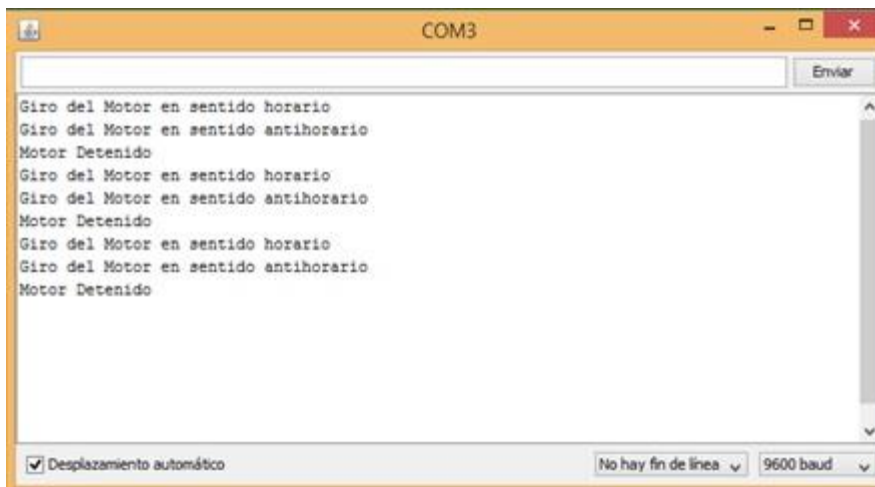 COM3
Enviar
Giro del Motor en sentido horario
Giro del Motor en sentido antihorario
Motor Detenido
Giro del Motor en sentido horario
Giro del Motor en sentido antihorario
Motor Detenido
Giro del Motor en sentido horario
Giro del Motor en sentido antihorario
Motor Detenido
Desplazamiento automático No hay fin de línea 9600 baud